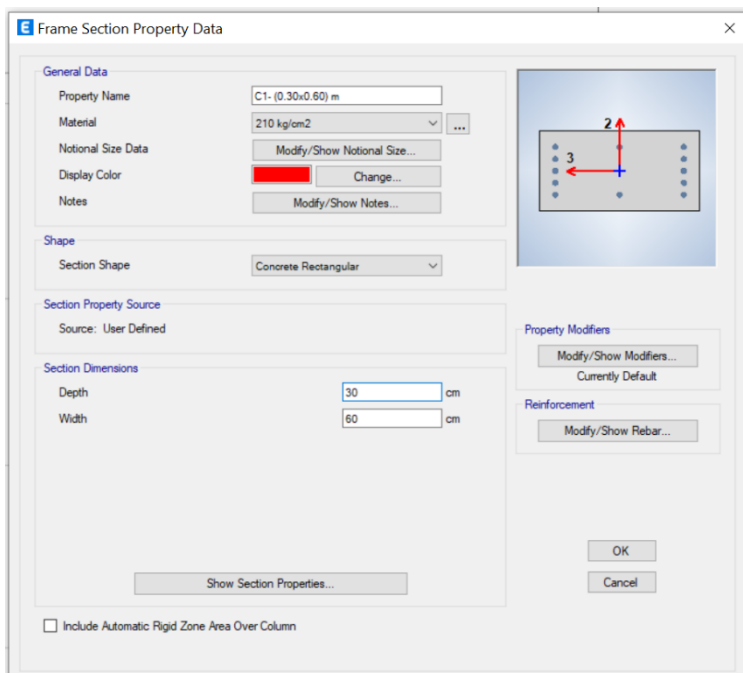 E Frame Section Property Data
General Data
Property Name C1- (0.30x0.60) m
Material 210 kg/cm2 ...
Notional Size Data Modify/Show Notional Size...
Display Color Change...
Notes Modify/Show Notes...
2
3
Shape
Section Shape Concrete Rectangular
Section Property Source
Source: User Defined
Property Modifiers
Modify/Show Modifiers...
Currently Default
Section Dimensions
Depth 30 cm
Width 60 cm
Reinforcement
Modify/Show Rebar...
OK
Show Section Properties...
Cancel
Include Automatic Rigid Zone Area Over Column